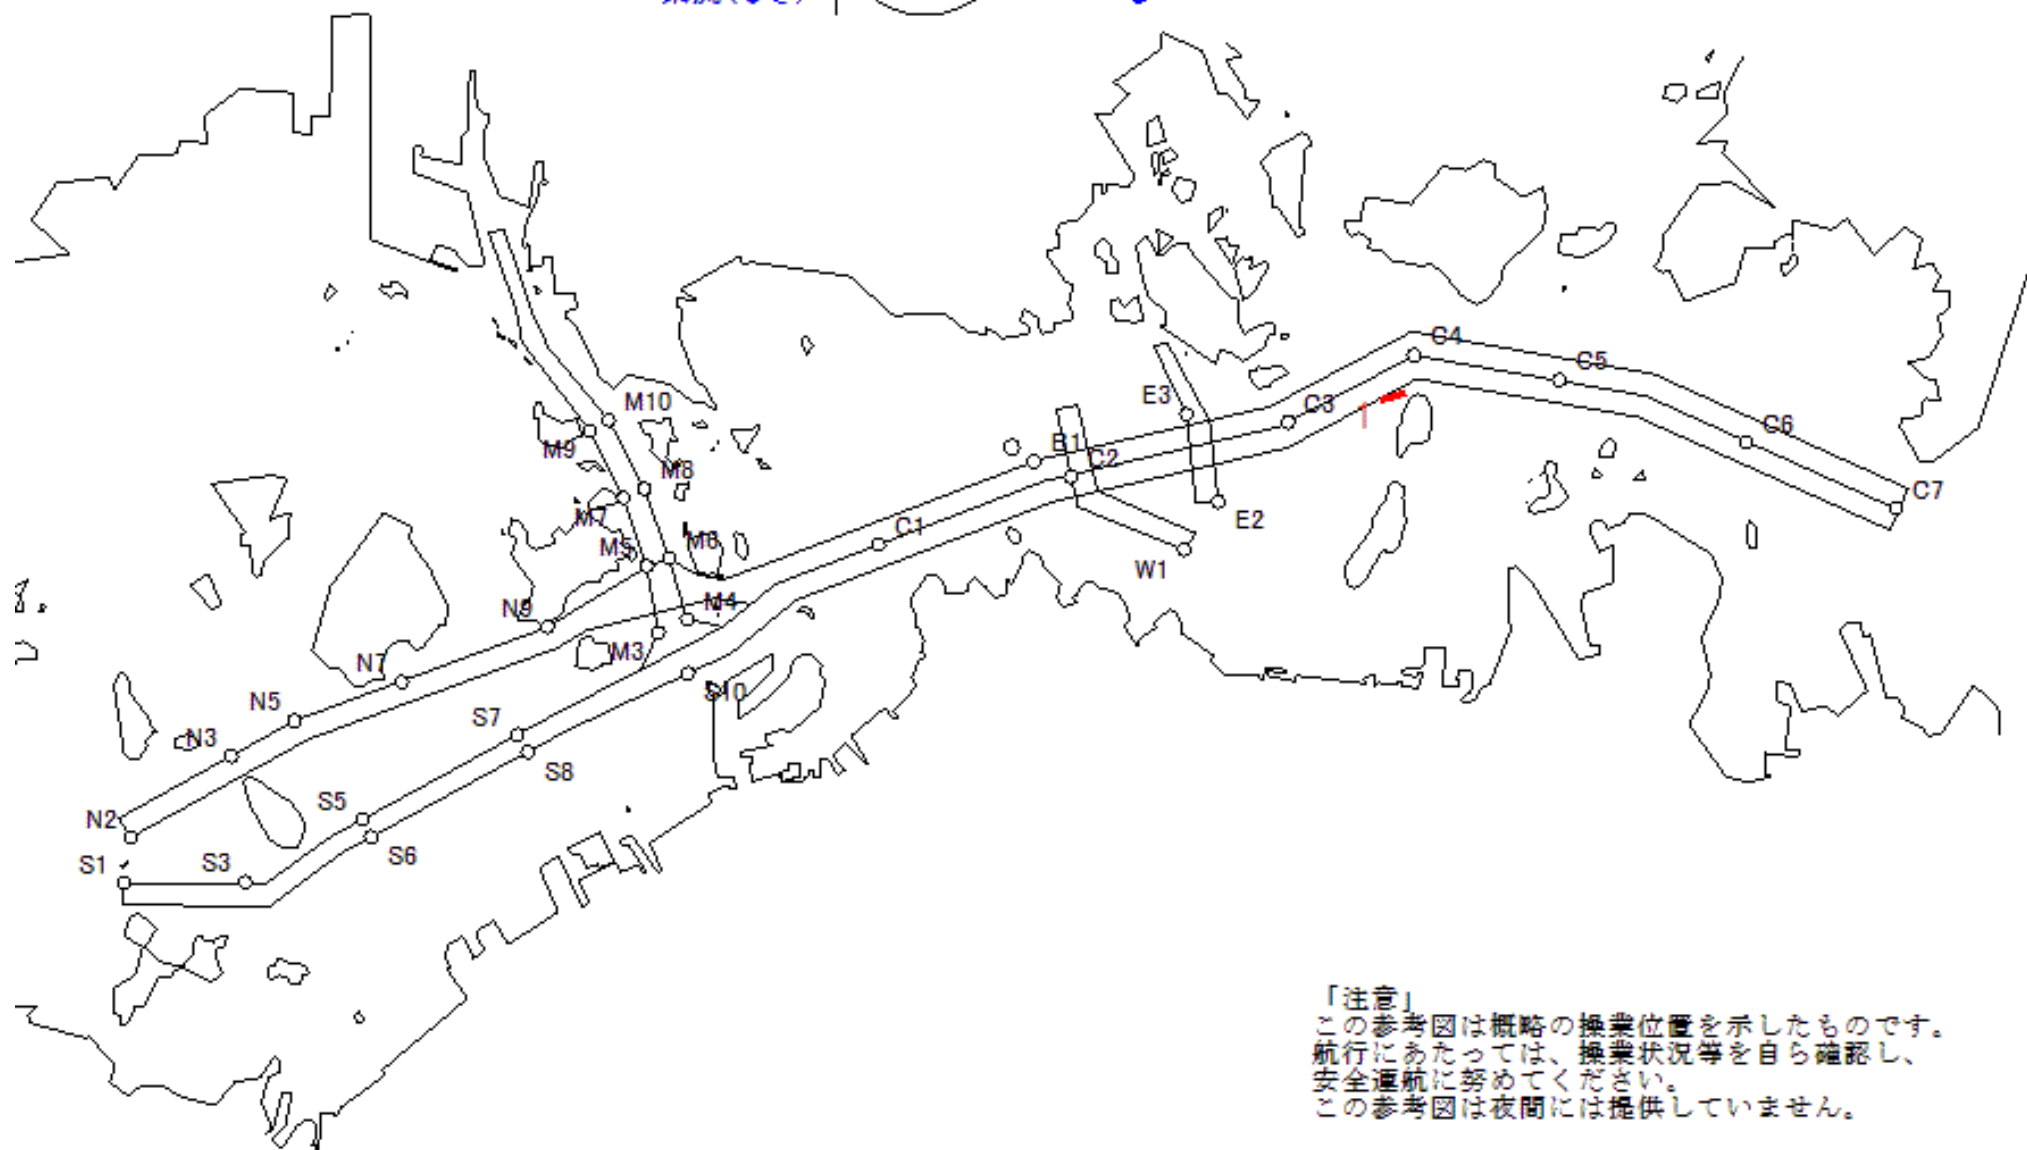 C4
C5
E3
M10
C3
B1
C6
M9
M8
C2
C7
M7
E2
C1
M5
M6
W1
N9
M4
M3
N7
S10
N5
S7
N3
S8
S5
N2
S6
S1
S3
「注意」
この参考図は概略の操業位置を示したものです。
航行にあたっては、操業状況等を自ら確認し、
安全運航に努めてください。
この参考図は夜間には提供していません。